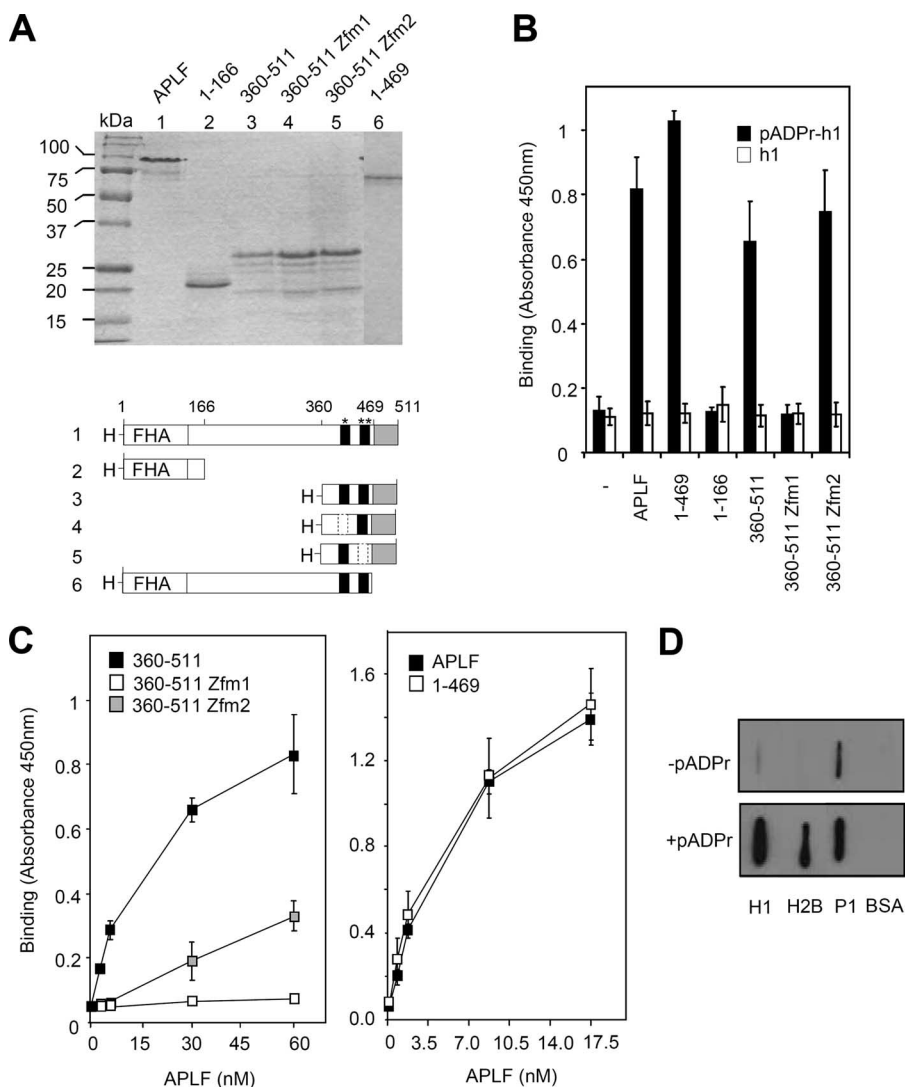 A
APLF
1-166
360-511
360-511 Zfm1
360-511 Zfm2
1-469
kDa 1 2 3 4 5 6
100
75
50
37
25
20
15
1 166 360 469 511
* **
1 H FHA
2 H FHA
3 H
4 H
5 H
6 H FHA
B
Binding (Absorbance 450nm)
1
0.8
0.6
0.4
0.2
0
pADPr-h1
h1
-
APLF
1-469
1-166
360-511
360-511 Zfm1
360-511 Zfm2
C
Binding (Absorbance 450nm)
360-511
360-511 Zfm1
360-511 Zfm2
1
0.8
0.6
0.4
0.2
0
0 15 30 45 60
APLF (nM)
APLF
1-469
1.6
1.2
0.8
0.4
0.0
0 1.5 7.0 10.5 14.0 17.5
APLF (nM)
D
-pADPr
+pADPr
H1 H2B P1 BSA